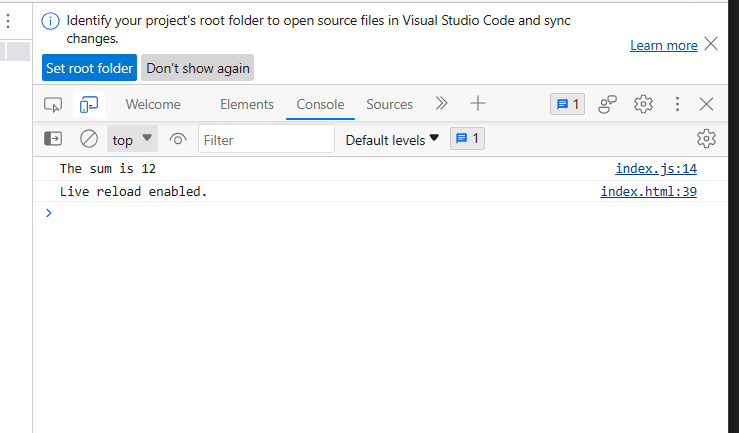 Identify your project's root folder to open source files in Visual Studio Code and sync
changes.
Learn more
Set root folder Don't show again
Welcome Elements Console Sources 1
top Filter Default levels 1
The sum is 12 index.js:14
Live reload enabled. index.html:39